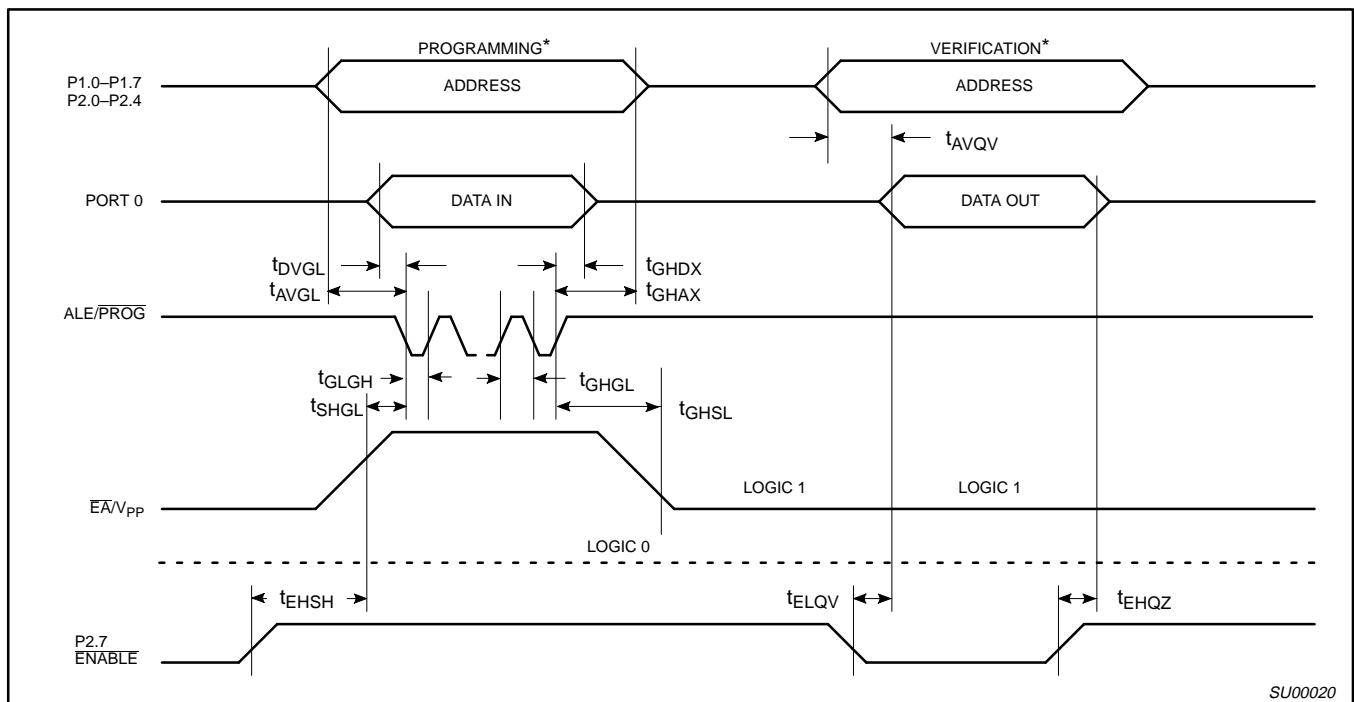 PROGRAMMING*
VERIFICATION*
P1.0–P1.7
P2.0–P2.4
ADDRESS
ADDRESS
tAVQV
PORT 0
DATA IN
DATA OUT
tDVGL
tGHDX
tAVGL
tGHAX
ALE/PROG
tGLGH
tGHGL
tSHGL
tGHSL
LOGIC 1
LOGIC 1
EA/VPP
LOGIC 0
tEHSH
tELQV
tEHQZ
P2.7
ENABLE
SU00020